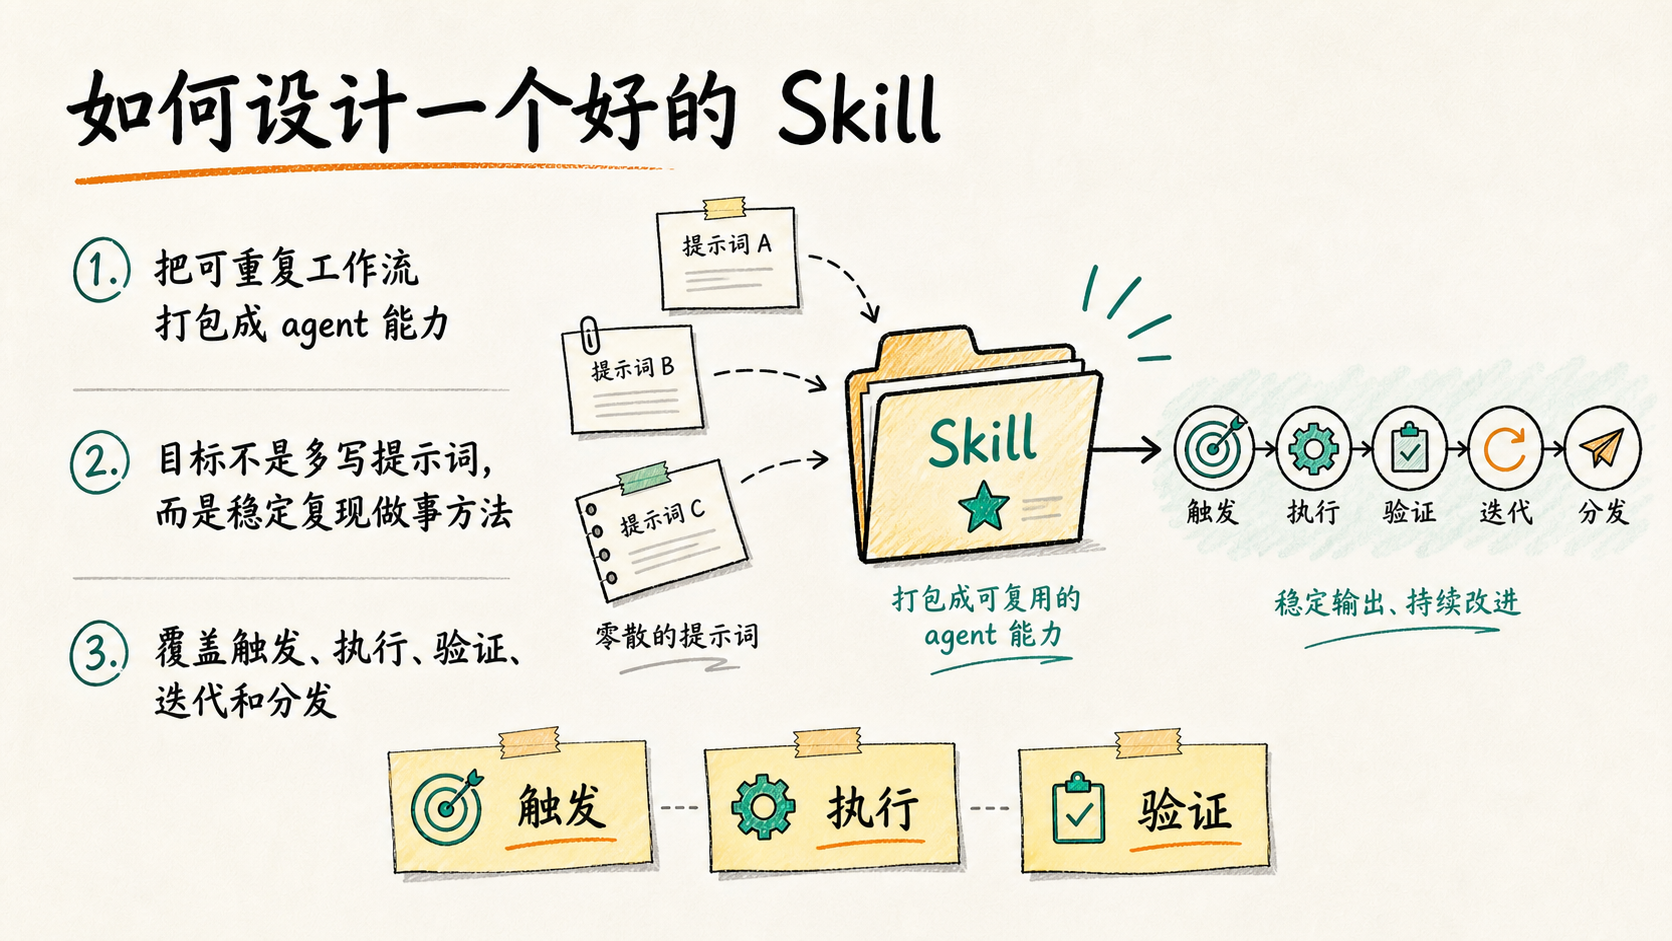 如何设计一个好的 Skill
1. 把可重复工作流
打包成 agent 能力
2. 目标不是多写提示词，
而是稳定复现做事方法
3. 覆盖触发、执行、验证、
迭代和分发
提示词 A
提示词 B
提示词 C
零散的提示词
Skill
打包成可复用的
agent 能力
触发
执行
验证
迭代
分发
稳定输出、持续改进
触发
执行
验证